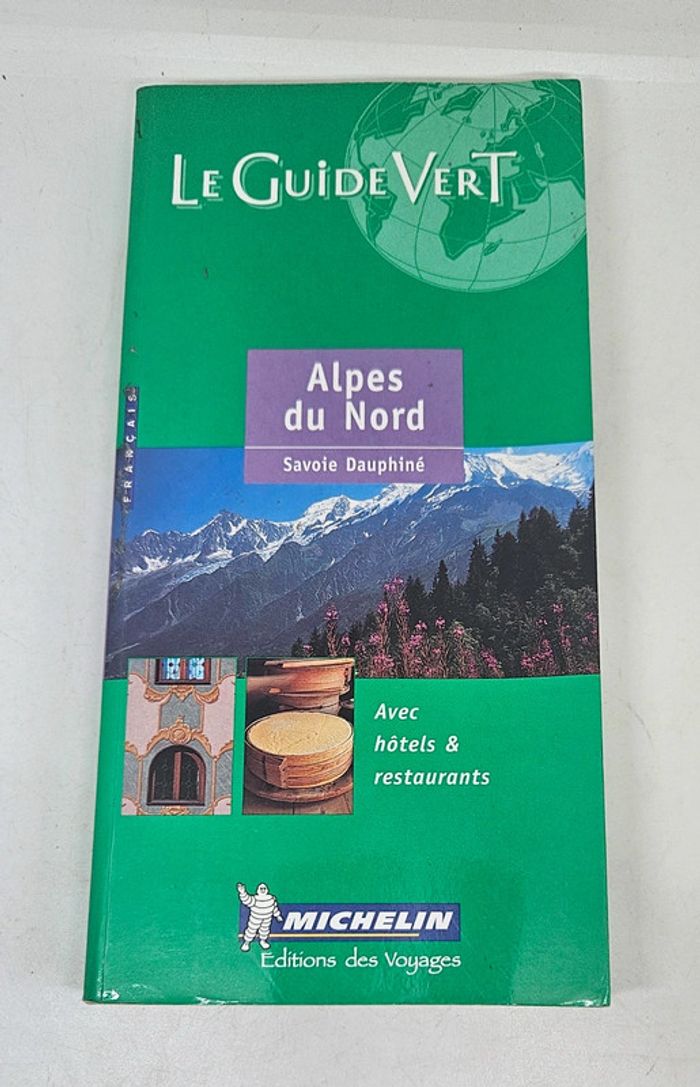 LE GUIDE VERT
Alpes
du Nord
Savoie Dauphiné
FRANÇAIS
Avec
hôtels &
restaurants
MICHELIN
Editions des Voyages